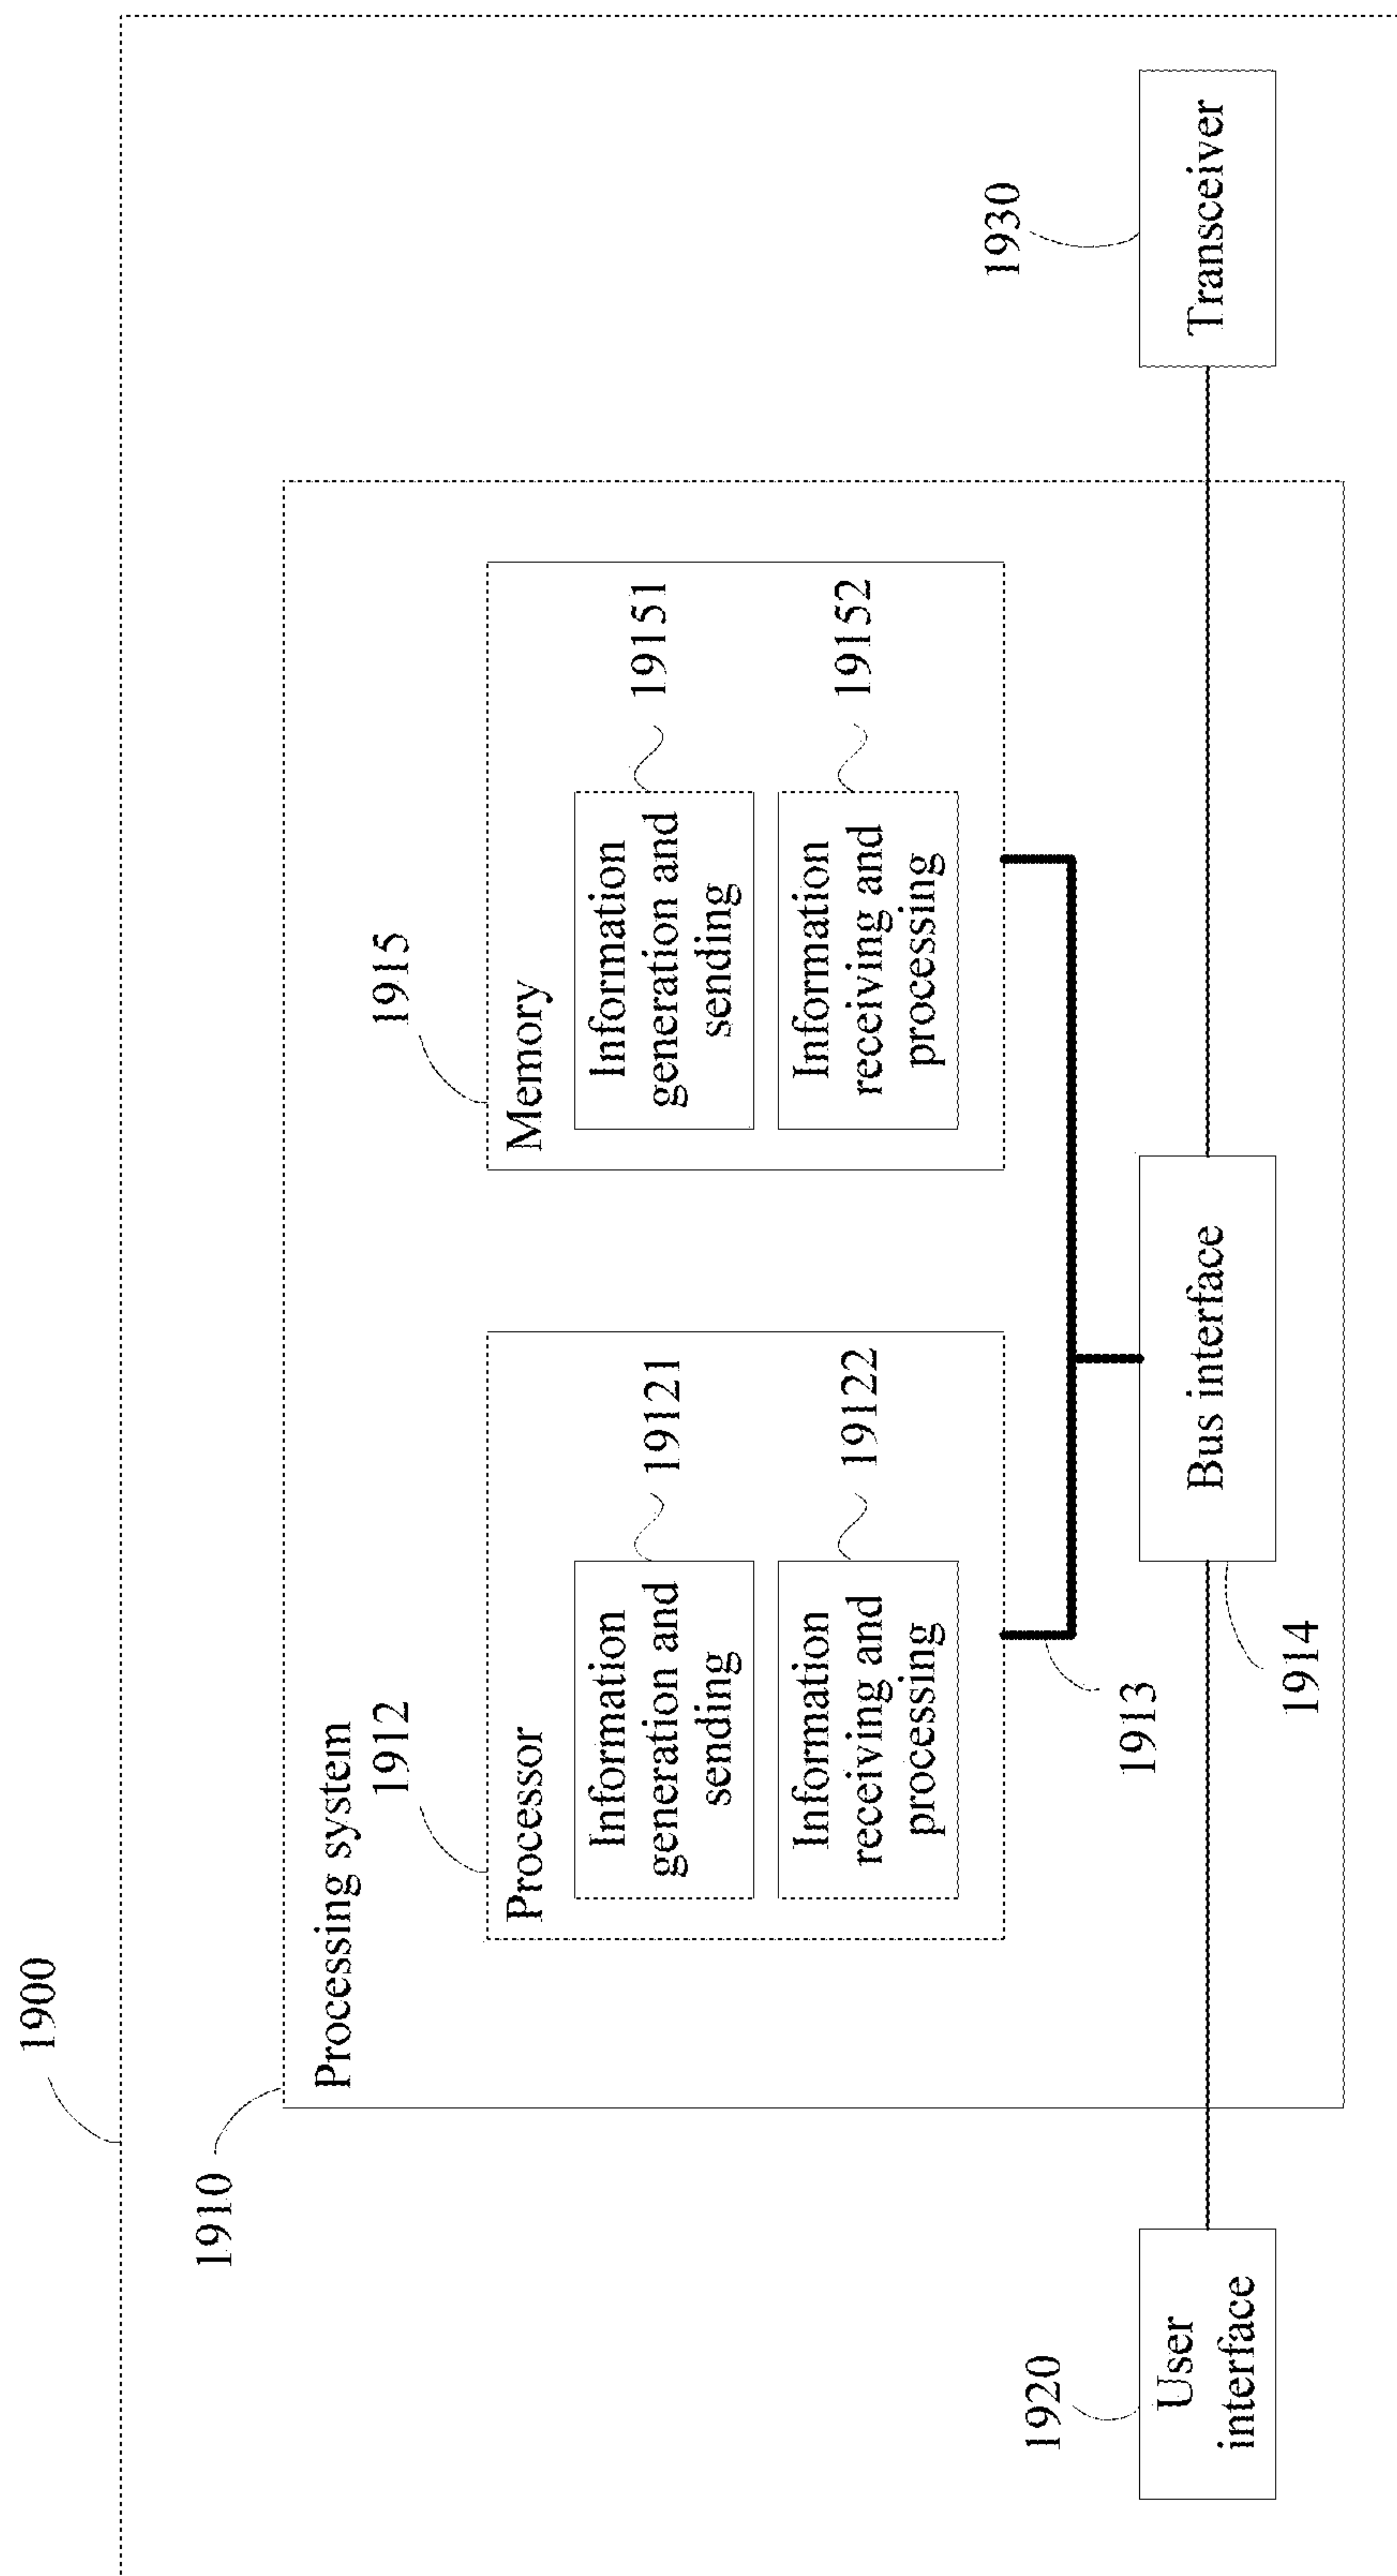 1900
1910
Processing system
1912
1915
Processor
Memory
Information
generation and
sending
19121
Information
generation and
sending
19151
Information
receiving and
processing
19122
Information
receiving and
processing
19152
1920
User
interface
1913
Bus interface
1914
1930
Transceiver